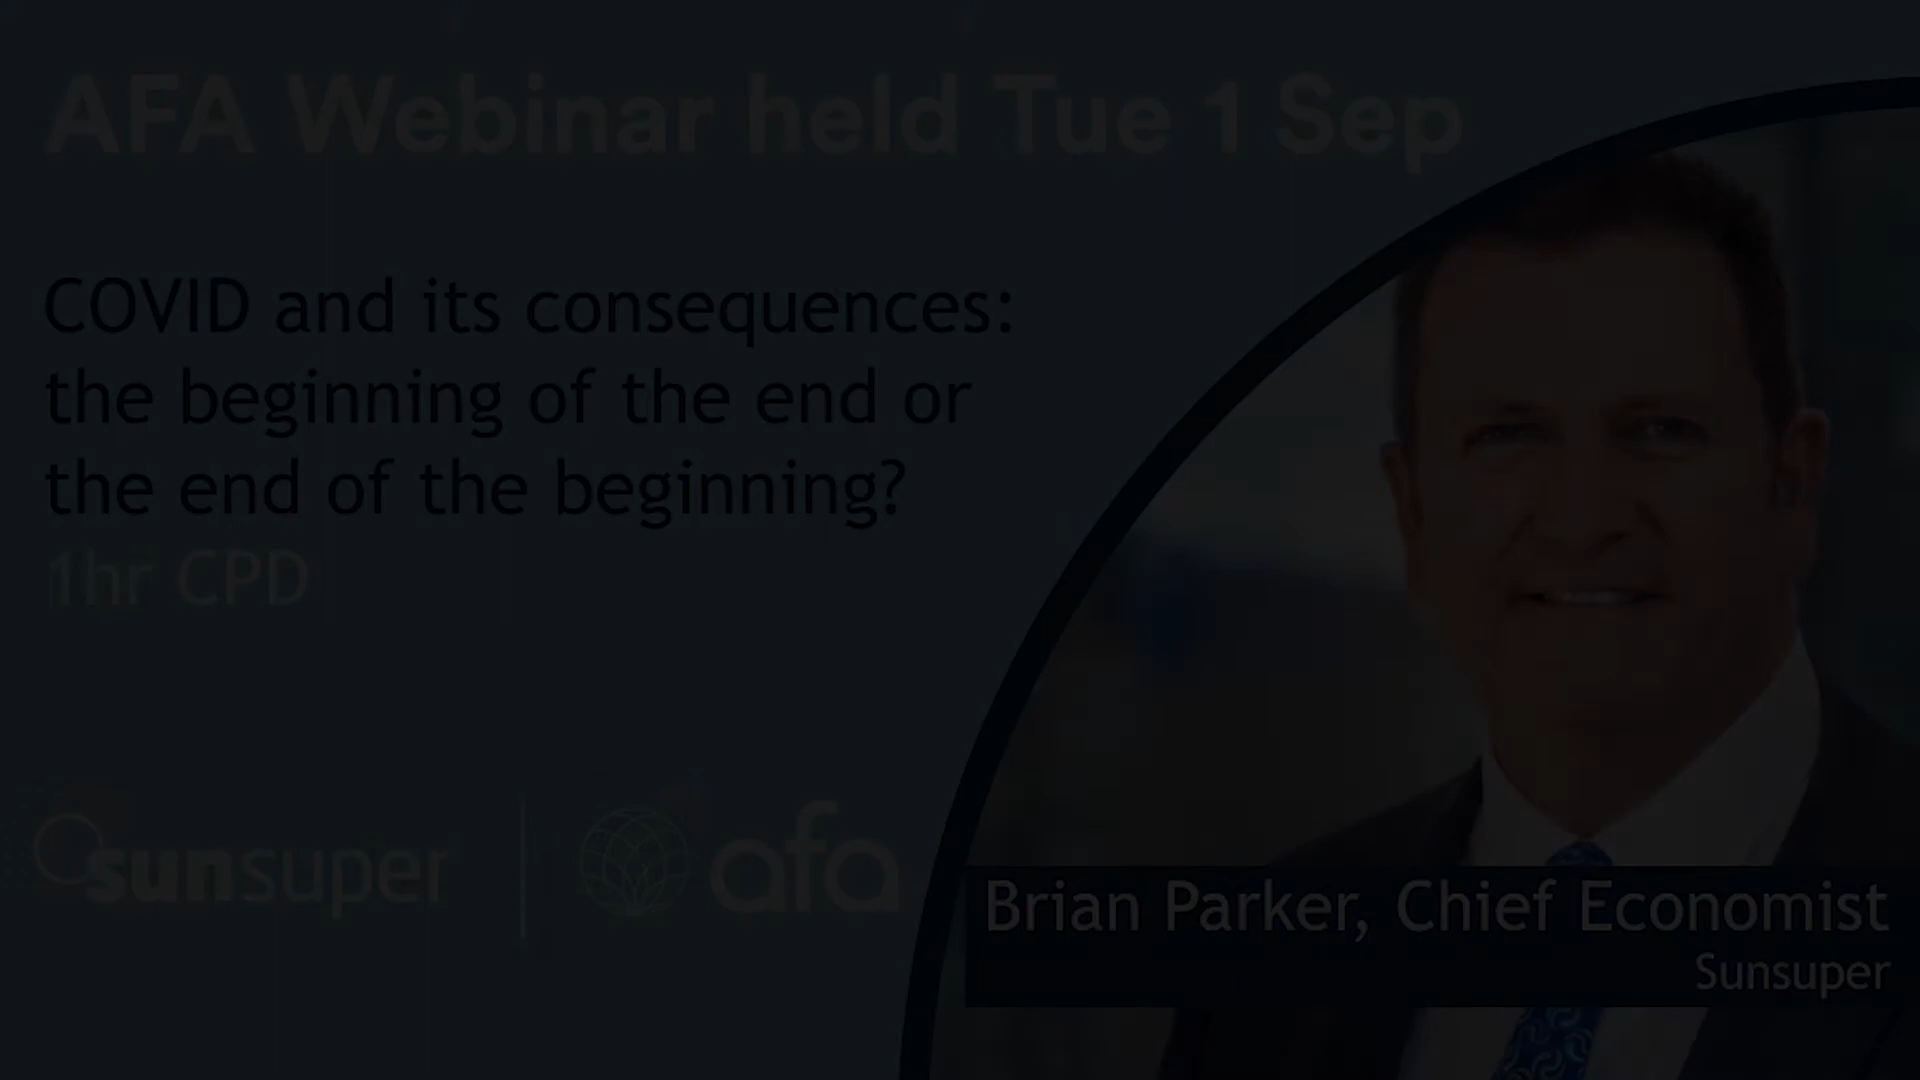 AFA Webinar held Tue 1 Sep
COVID and its consequences:
the beginning of the end or
the end of the beginning?
1hr CPD
sunsuper
afa
Brian Parker, Chief Economist
Sunsuper